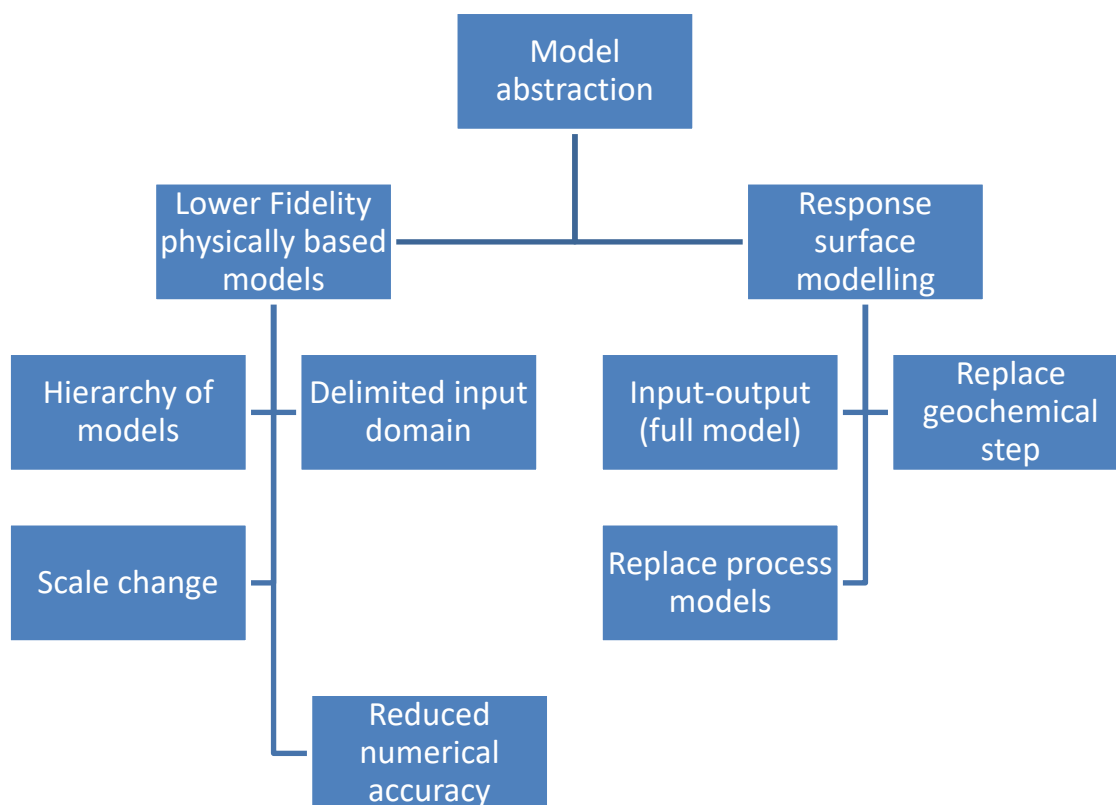 Model
abstraction
Lower Fidelity
physically based
models
Response
surface
modelling
Hierarchy of
models
Delimited input
domain
Input-output
(full model)
Replace
geochemical
step
Scale change
Replace process
models
Reduced
numerical
accuracy